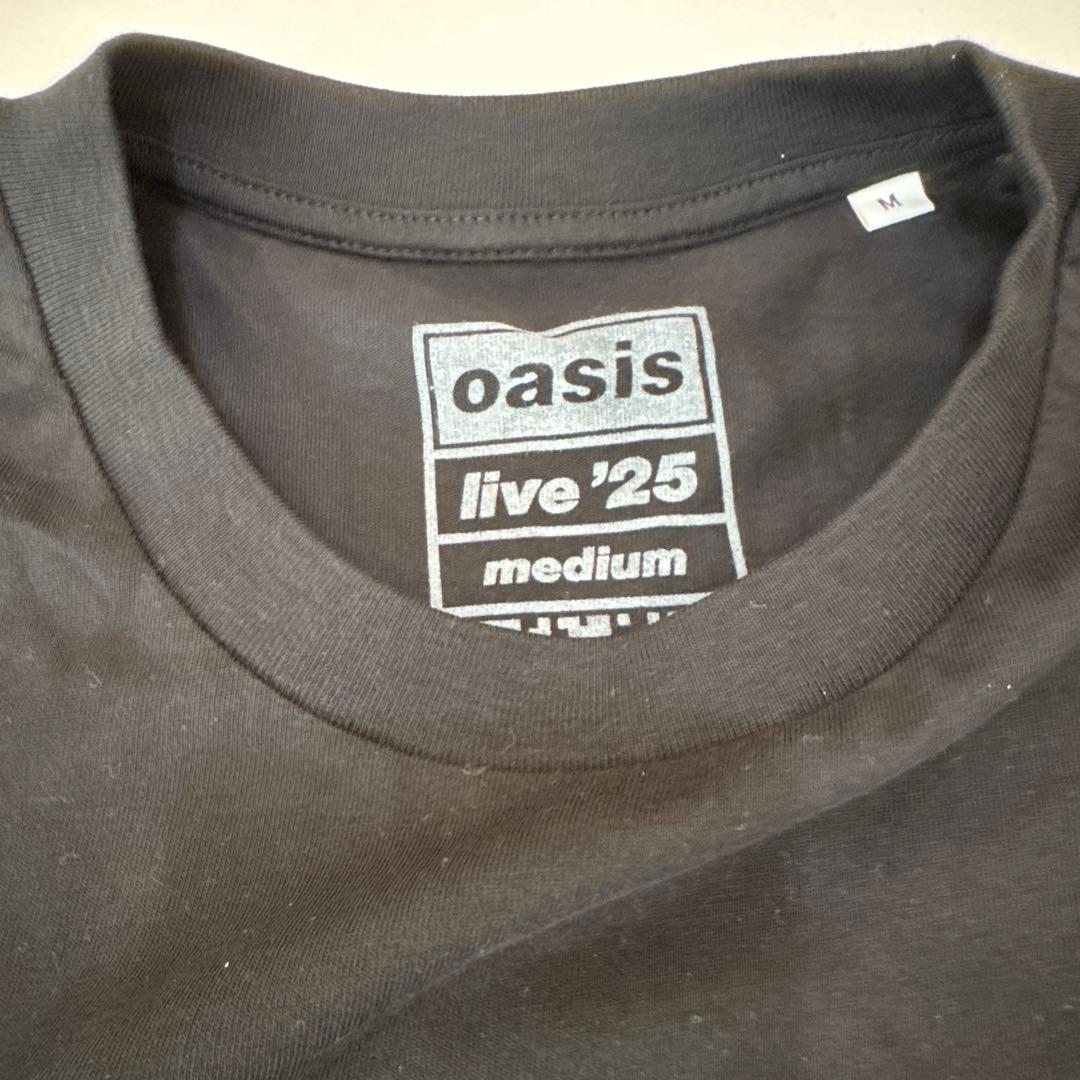 M
oasis
live ’25
medium